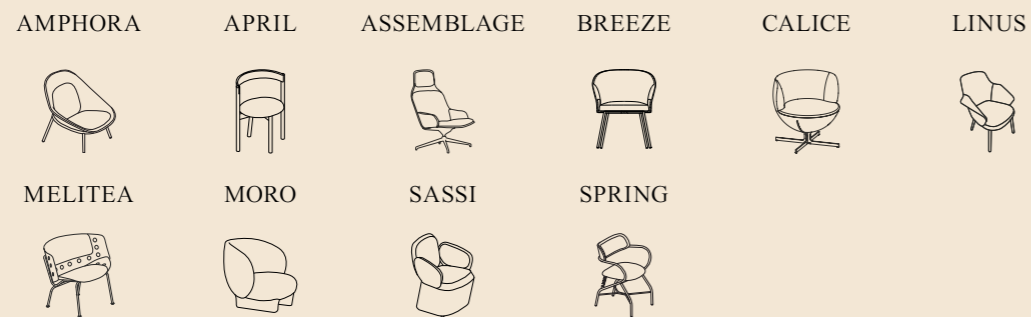 AMPHORA APRIL ASSEMBLAGE BREEZE CALICE LINUS
MELITEA MORO SASSI SPRING